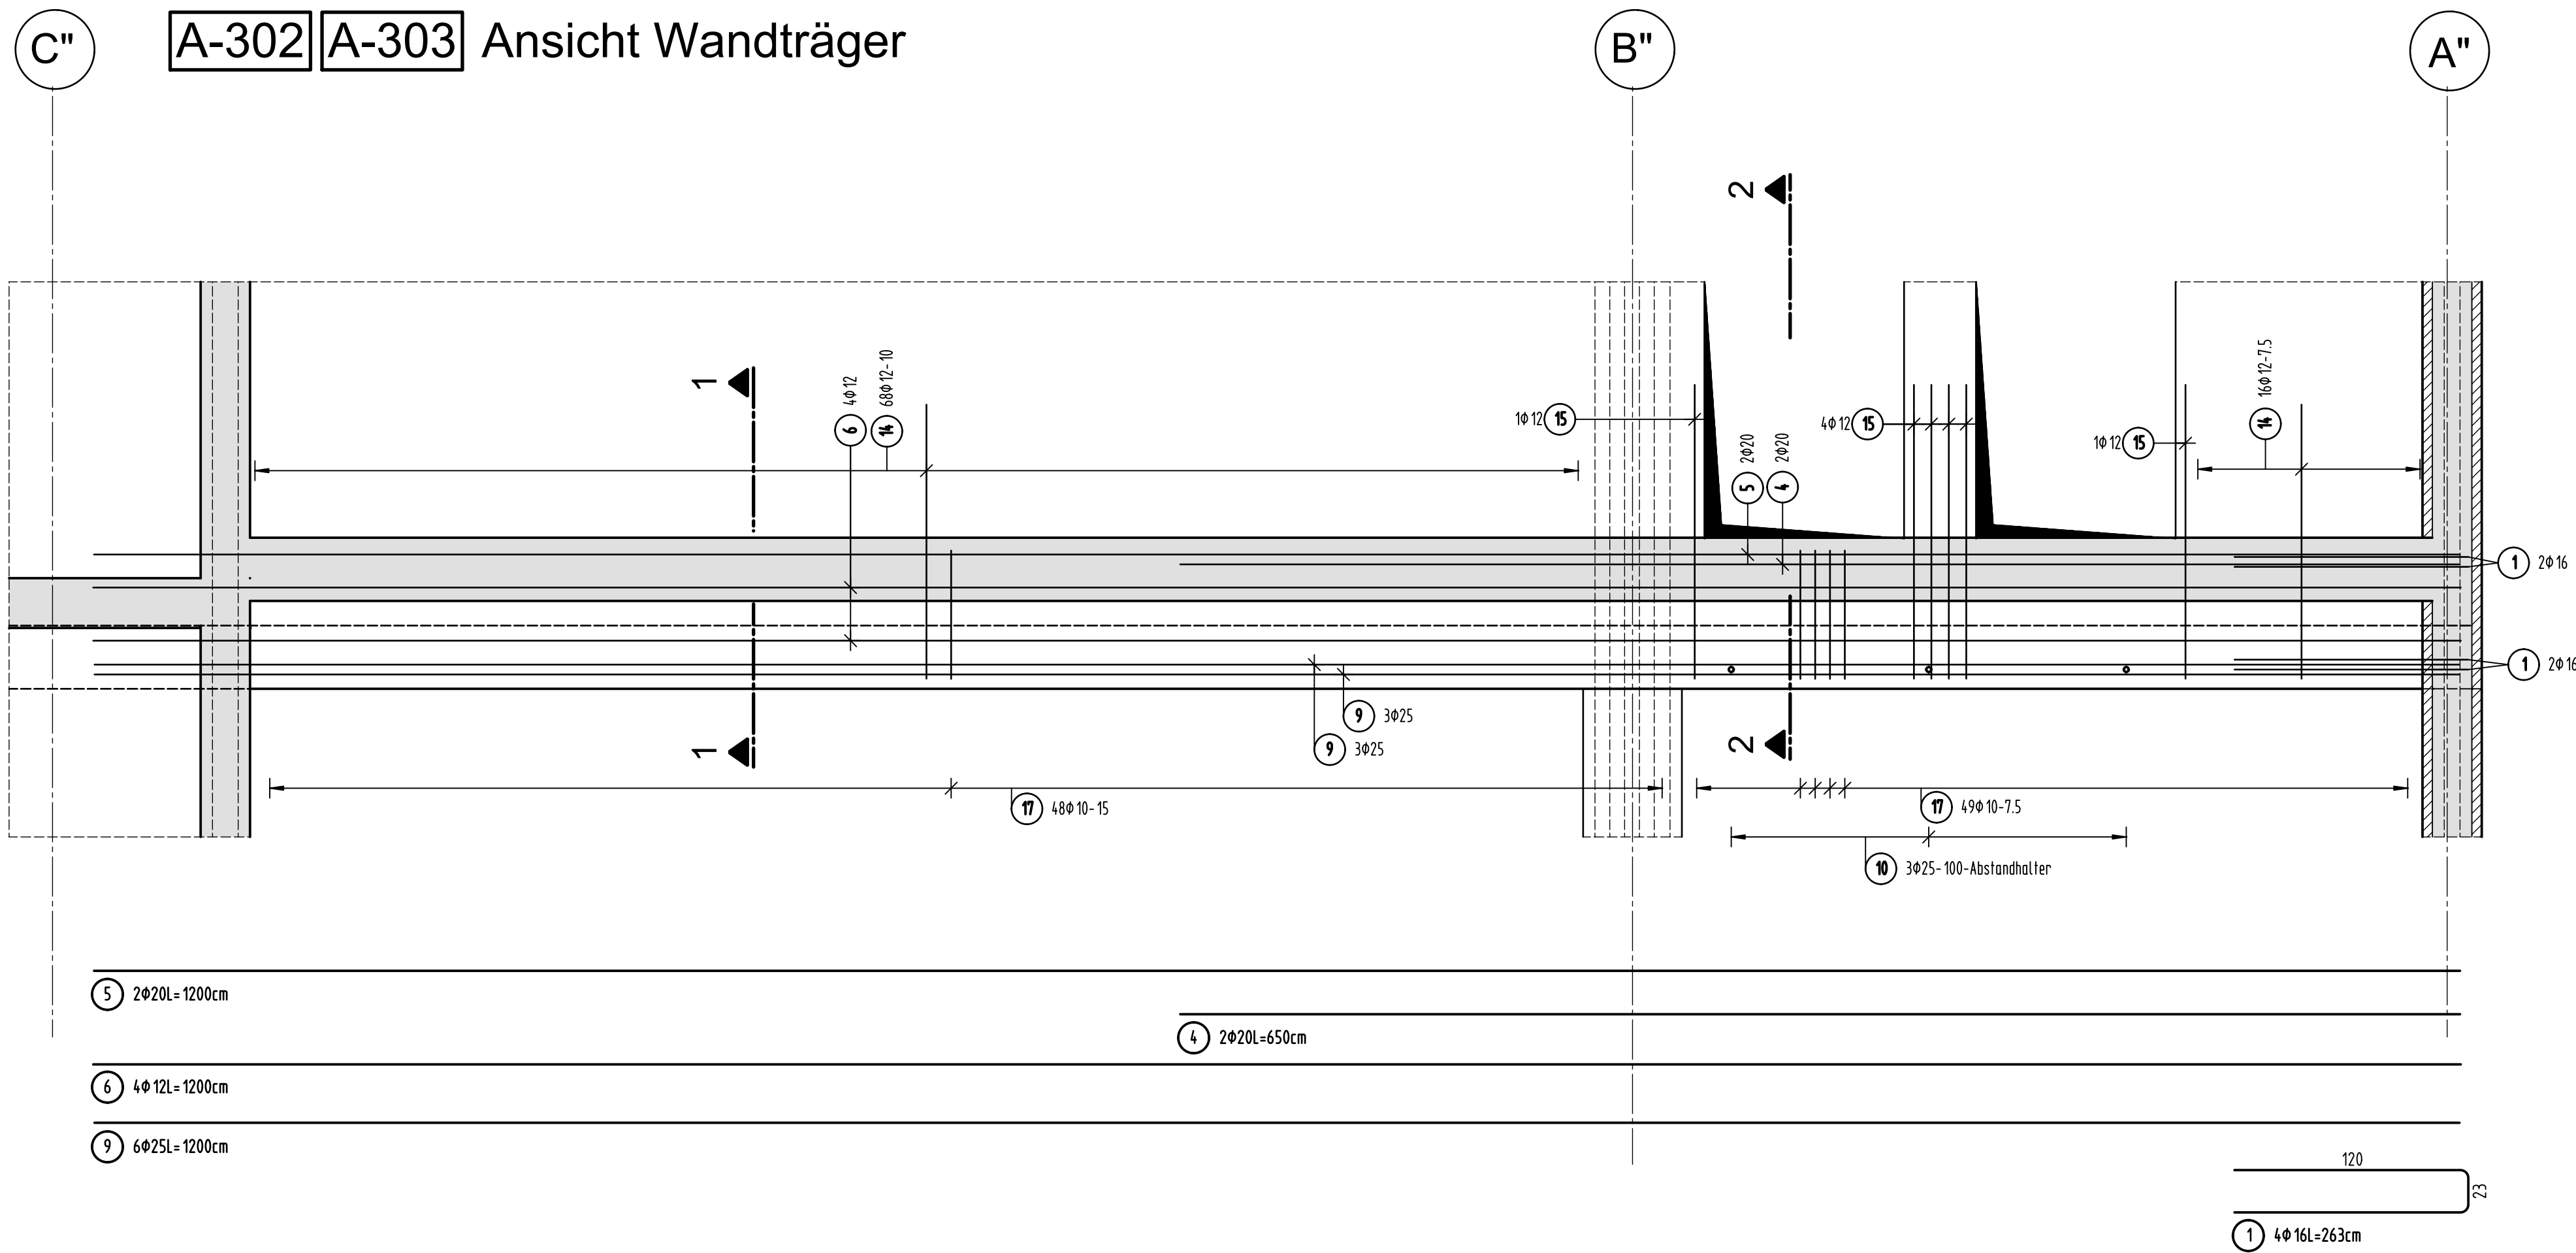 C" A-302 A-303 Ansicht Wandträger B" A"
2
1
6 4Φ12
14 68Φ12-10
1Φ12 15
4Φ12 15
1Φ12 15
14 16Φ12-7.5
5 2Φ20
4 2Φ20
1 2Φ16
1 2Φ16
9 3Φ25
9 3Φ25
1
2
17 48Φ10-15
17 49Φ10-7.5
10 3Φ25-100-Abstandhalter
5 2Φ20L=1200cm
4 2Φ20L=650cm
6 4Φ12L=1200cm
9 6Φ25L=1200cm
120
23
1 4Φ16L=263cm